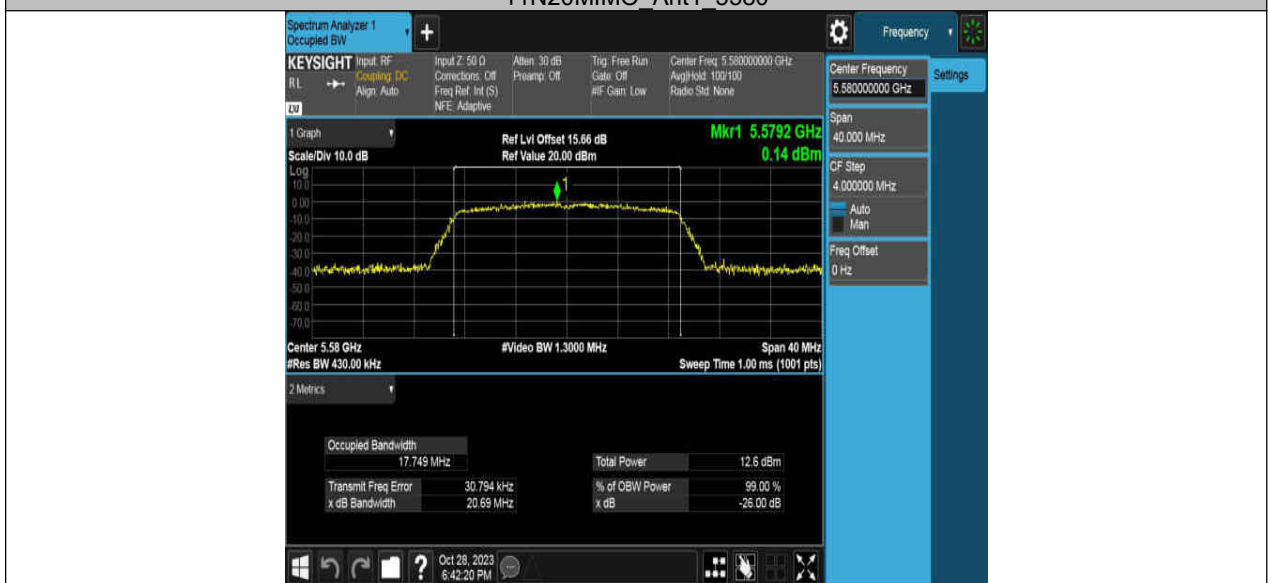 11N20MIMO_Ant1_5580
Spectrum Analyzer 1
Occupied BW
+
Frequency
KEYSIGHT
RL
Input: RF
Coupling: DC
Align: Auto
Input Z: 50 Ω
Corrections: Off
Freq Ref: Int (S)
NFE: Adaptive
Atten: 30 dB
Preamp: Off
Trig: Free Run
Gate: Off
#IF Gain: Low
Center Freq: 5.580000000 GHz
Avg|Hold: 100/100
Radio Std: None
LXI
Center Frequency
5.580000000 GHz
Settings
Span
40.000 MHz
CF Step
4.000000 MHz
Auto
Man
Freq Offset
0 Hz
1 Graph
Scale/Div 10.0 dB
Ref Lvl Offset 15.66 dB
Ref Value 20.00 dBm
Mkr1 5.5792 GHz
0.14 dBm
Log
10.0
0.00
-10.0
-20.0
-30.0
-40.0
-50.0
-60.0
-70.0
1
Center 5.58 GHz
#Res BW 430.00 kHz
#Video BW 1.3000 MHz
Span 40 MHz
Sweep Time 1.00 ms (1001 pts)
2 Metrics
Occupied Bandwidth
17.749 MHz
Total Power 12.6 dBm
Transmit Freq Error 30.794 kHz
% of OBW Power 99.00 %
x dB Bandwidth 20.69 MHz
x dB -26.00 dB
?
Oct 28, 2023
6:42:20 PM